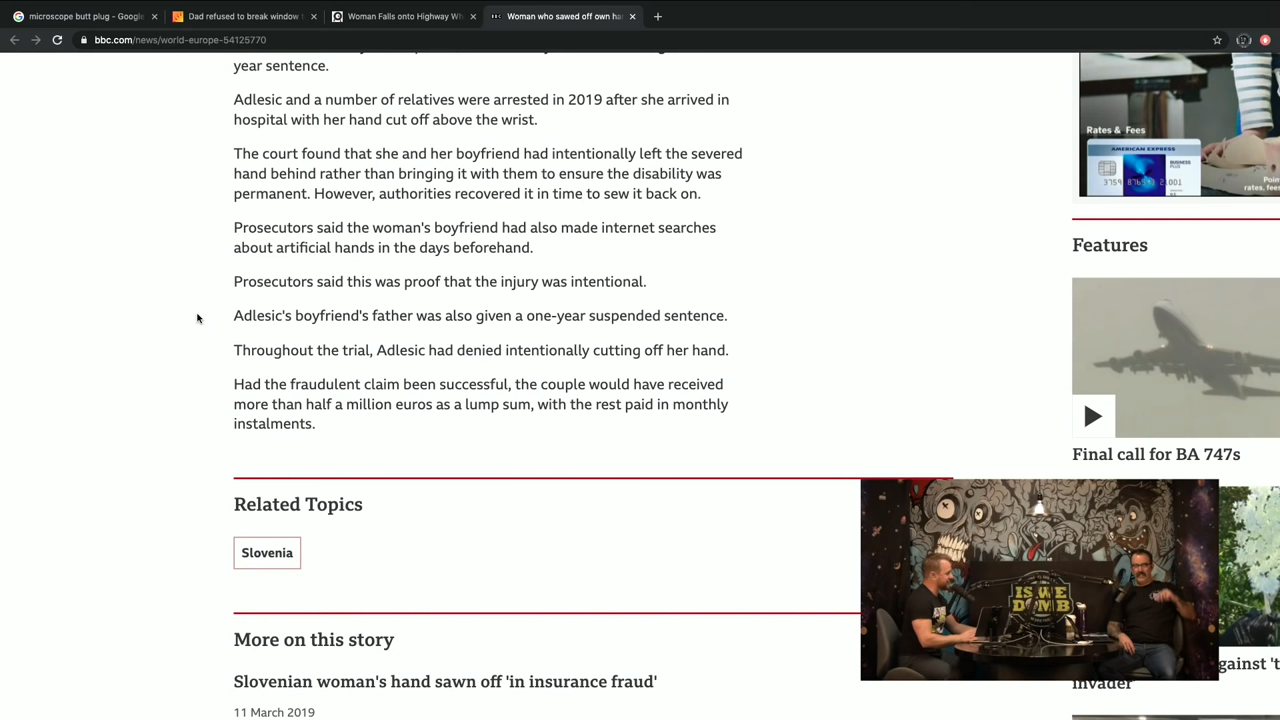 microscope butt plug - Google
Dad refused to break window
Woman Falls onto Highway Wh
Woman who sawed off own ha
bbc.com/news/world-europe-54125770
year sentence.
Adlesic and a number of relatives were arrested in 2019 after she arrived in
hospital with her hand cut off above the wrist.
The court found that she and her boyfriend had intentionally left the severed
hand behind rather than bringing it with them to ensure the disability was
permanent. However, authorities recovered it in time to sew it back on.
Prosecutors said the woman's boyfriend had also made internet searches
about artificial hands in the days beforehand.
Prosecutors said this was proof that the injury was intentional.
Adlesic's boyfriend's father was also given a one-year suspended sentence.
Throughout the trial, Adlesic had denied intentionally cutting off her hand.
Had the fraudulent claim been successful, the couple would have received
more than half a million euros as a lump sum, with the rest paid in monthly
instalments.
Related Topics
Slovenia
More on this story
Slovenian woman's hand sawn off 'in insurance fraud'
11 March 2019
Rates & Fees
AMERICAN EXPRESS
BUSINESS
PLUS
rates, fees
Features
Final call for BA 747s
gainst 't
invader'